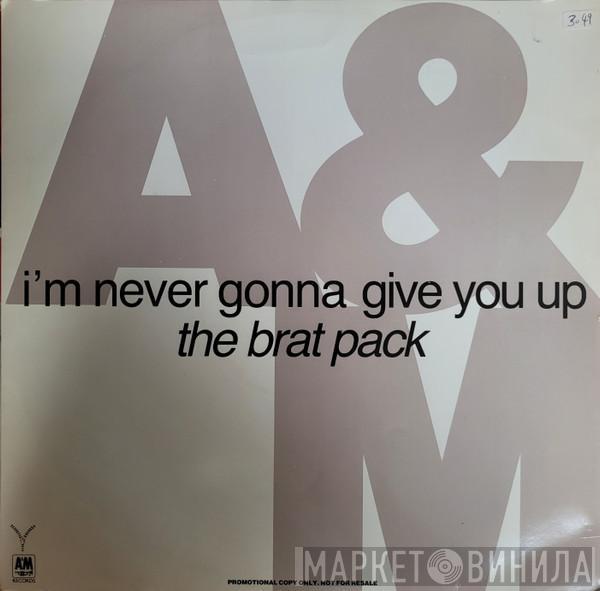 A&
M
3.49
i'm never gonna give you up
the brat pack
A&M
RECORDS
PROMOTIONAL COPY ONLY. NOT FOR RESALE
МАРКЕТ ВИНИЛА